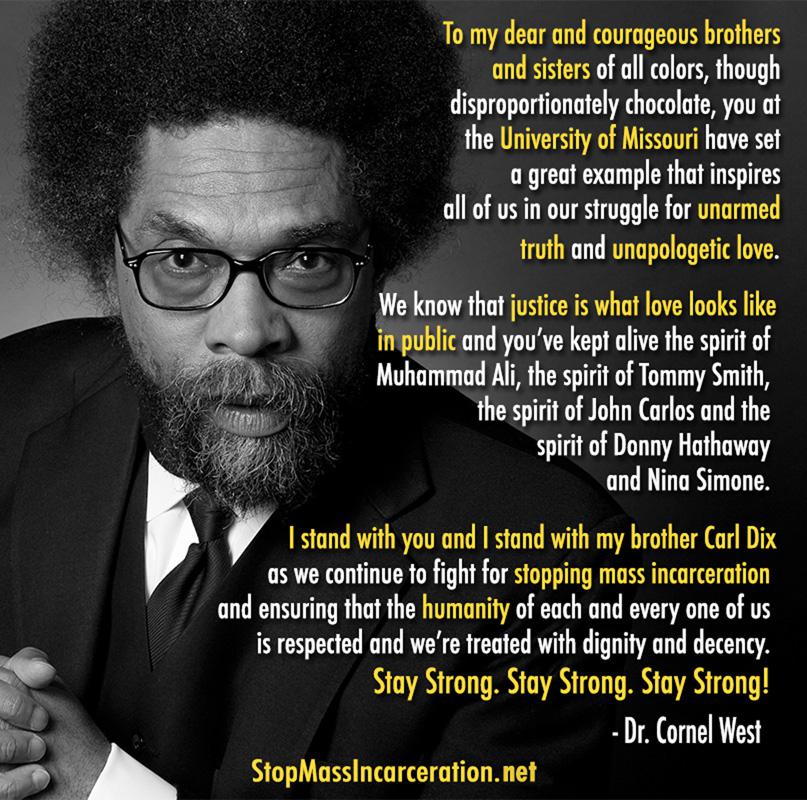 To my dear and courageous brothers
and sisters of all colors, though
disproportionately chocolate, you at
the University of Missouri have set
a great example that inspires
all of us in our struggle for unarmed
truth and unapologetic love.
We know that justice is what love looks like
in public and you've kept alive the spirit of
Muhammad Ali, the spirit of Tommy Smith,
the spirit of John Carlos and the
spirit of Donny Hathaway
and Nina Simone.
I stand with you and I stand with my brother Carl Dix
as we continue to fight for stopping mass incarceration
and ensuring that the humanity of each and every one of us
is respected and we're treated with dignity and decency.
Stay Strong. Stay Strong. Stay Strong!
- Dr. Cornel West
StopMassIncarceration.net